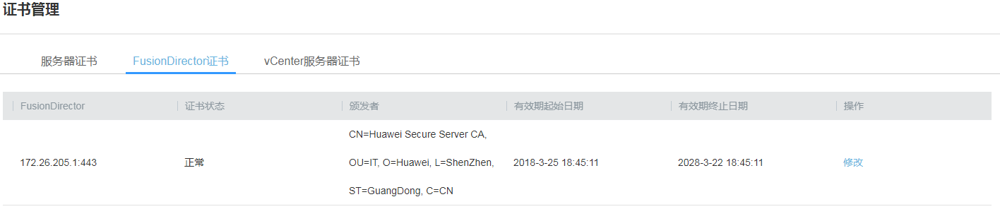 证书管理
服务器证书 FusionDirector证书 vCenter服务器证书
FusionDirector 证书状态 颁发者 有效期起始日期 有效期终止日期 操作
CN=Huawei Secure Server CA,
172.26.205.1:443 正常 OU=IT, O=Huawei, L=ShenZhen, 2018-3-25 18:45:11 2028-3-22 18:45:11 修改
ST=GuangDong, C=CN